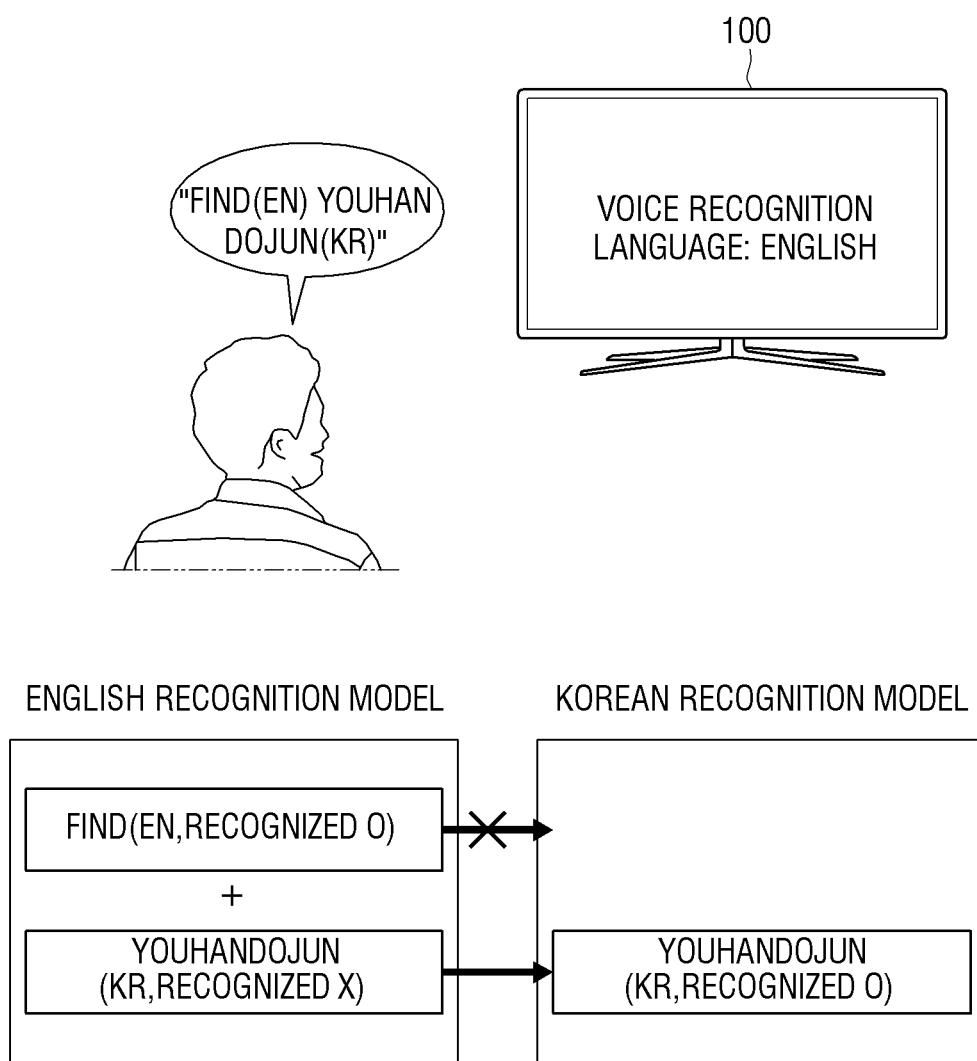 100
"FIND(EN) YOUHAN
DOJUN(KR)"
VOICE RECOGNITION
LANGUAGE: ENGLISH
ENGLISH RECOGNITION MODEL
KOREAN RECOGNITION MODEL
FIND(EN,RECOGNIZED O)
+
YOUHANDOJUN
(KR,RECOGNIZED X)
YOUHANDOJUN
(KR,RECOGNIZED O)